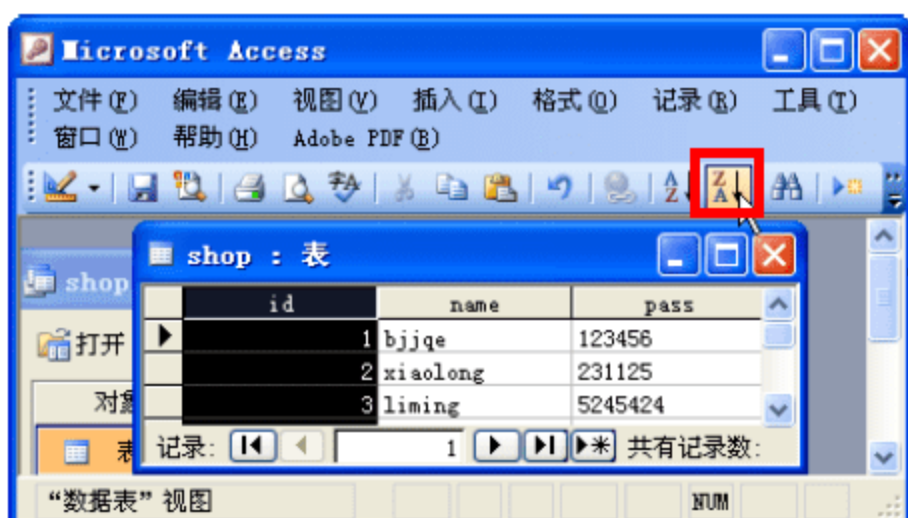 Microsoft Access
文件(F) 编辑(E) 视图(V) 插入(I) 格式(O) 记录(R) 工具(T)
窗口(W) 帮助(H) Adobe PDF(B)
shop : 表
shop
id name pass
打开
1 bjjqe 123456
2 xiaolong 231125
对象
3 liming 5245424
表
记录: 1 共有记录数:
“数据表”视图 NUM